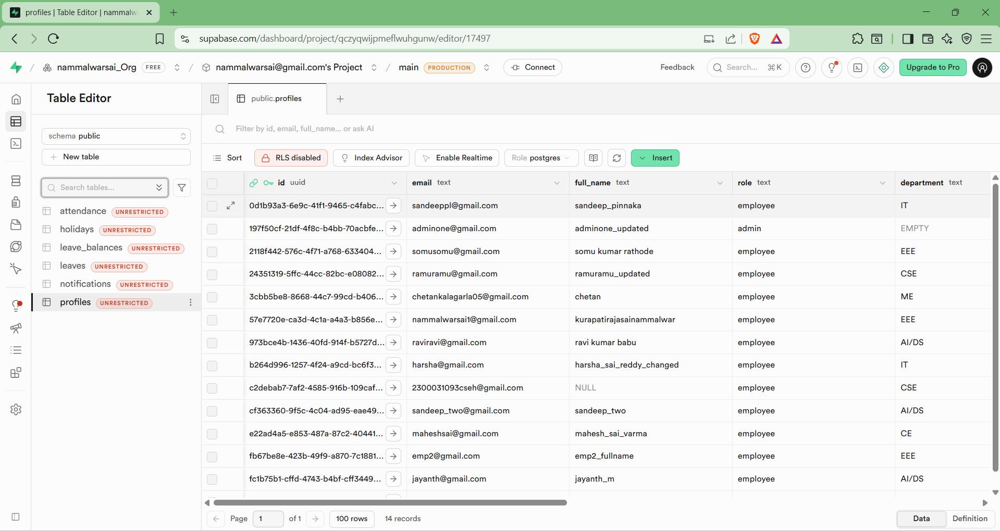 profiles | Table Editor | nammalw
supabase.com/dashboard/project/qczyqwijpmeflwuhgunw/editor/17497
/ nammalwarsai_Org FREE / nammalwarsai@gmail.com's Project / main PRODUCTION Connect Feedback Search... ⌘K Upgrade to Pro
Table Editor
public.profiles
schema public
New table
Search tables...
attendance UNRESTRICTED
holidays UNRESTRICTED
leave_balances UNRESTRICTED
leaves UNRESTRICTED
notifications UNRESTRICTED
profiles UNRESTRICTED
Filter by id, email, full_name... or ask AI
Sort RLS disabled Index Advisor Enable Realtime Role postgres Insert
id uuid email text full_name text role text department text
0d1b93a3-6e9c-41f1-9465-c4fabc... sandeeppl@gmail.com sandeep_pinnaka employee IT
197f50cf-21df-4f8c-b4bb-70acbfe... adminone@gmail.com adminone_updated admin EMPTY
2118f442-576c-4f71-a768-633404... somusomu@gmail.com somu kumar rathode employee EEE
24351319-5ffc-44cc-82bc-e08082... ramuramu@gmail.com ramuramu_updated employee CSE
3cbb5be8-8668-44c7-99cd-b406... chetankalagarla05@gmail.com chetan employee ME
57e7720e-ca3d-4c1a-a4a3-b856e... nammalwarsai1@gmail.com kurapatirajasainammalwar employee EEE
973bce4b-1436-40fd-914f-b5727d... raviravi@gmail.com ravi kumar babu employee AI/DS
b264d996-1257-4f24-a9cd-bc6f3... harsha@gmail.com harsha_sai_reddy_changed employee IT
c2debab7-7af2-4585-916b-109caf... 2300031093cseh@gmail.com NULL employee CSE
cf363360-9f5c-4c04-ad95-eae49... sandeep_two@gmail.com sandeep_two employee AI/DS
e22ad4a5-e853-487a-87c2-40441... maheshsai@gmail.com mahesh_sai_varma employee CE
fb67be8e-423b-49f9-a870-7c1881... emp2@gmail.com emp2_fullname employee EEE
fc1b75b1-cffd-4743-b4bf-cff3449... jayanth@gmail.com jayanth_m employee AI/DS
Page 1 of 1 100 rows 14 records Data Definition